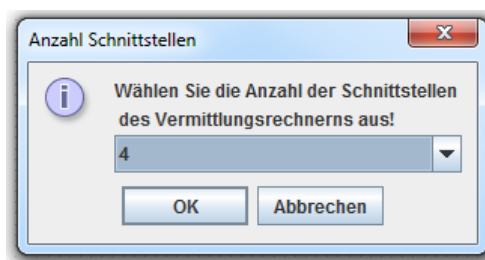 Anzahl Schnittstellen
Wählen Sie die Anzahl der Schnittstellen
des Vermittlungsrechnerns aus!
4
OK Abbrechen